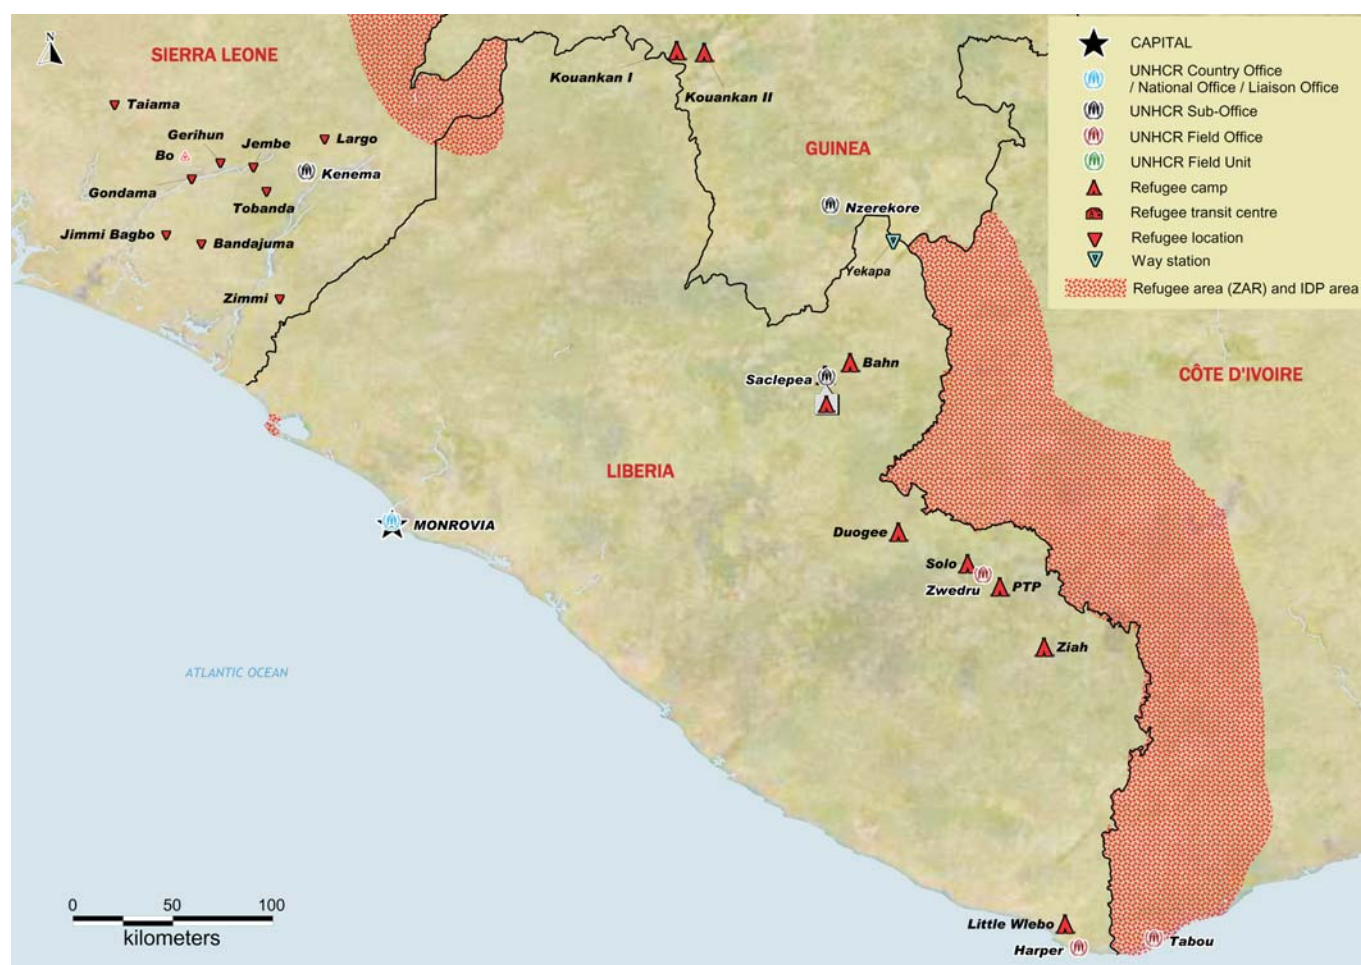 N
SIERRA LEONE
Kouankan I
Kouankan II
Taiama
Gerihun
Jembe
Largo
Bo
Kenema
Gondama
Tobanda
GUINEA
Nzerekore
Jimmi Bagbo
Bandajuma
Yekapa
Zimmi
CAPITAL
UNHCR Country Office
/ National Office / Liaison Office
UNHCR Sub-Office
UNHCR Field Office
UNHCR Field Unit
Refugee camp
Refugee transit centre
Refugee location
Way station
Refugee area (ZAR) and IDP area
Bahn
Saclepea
CÔTE D'IVOIRE
LIBERIA
MONROVIA
Duogee
Solo
Zwedru
PTP
Ziah
ATLANTIC OCEAN
0 50 100
kilometers
Little Wlebo
Harper
Tabou